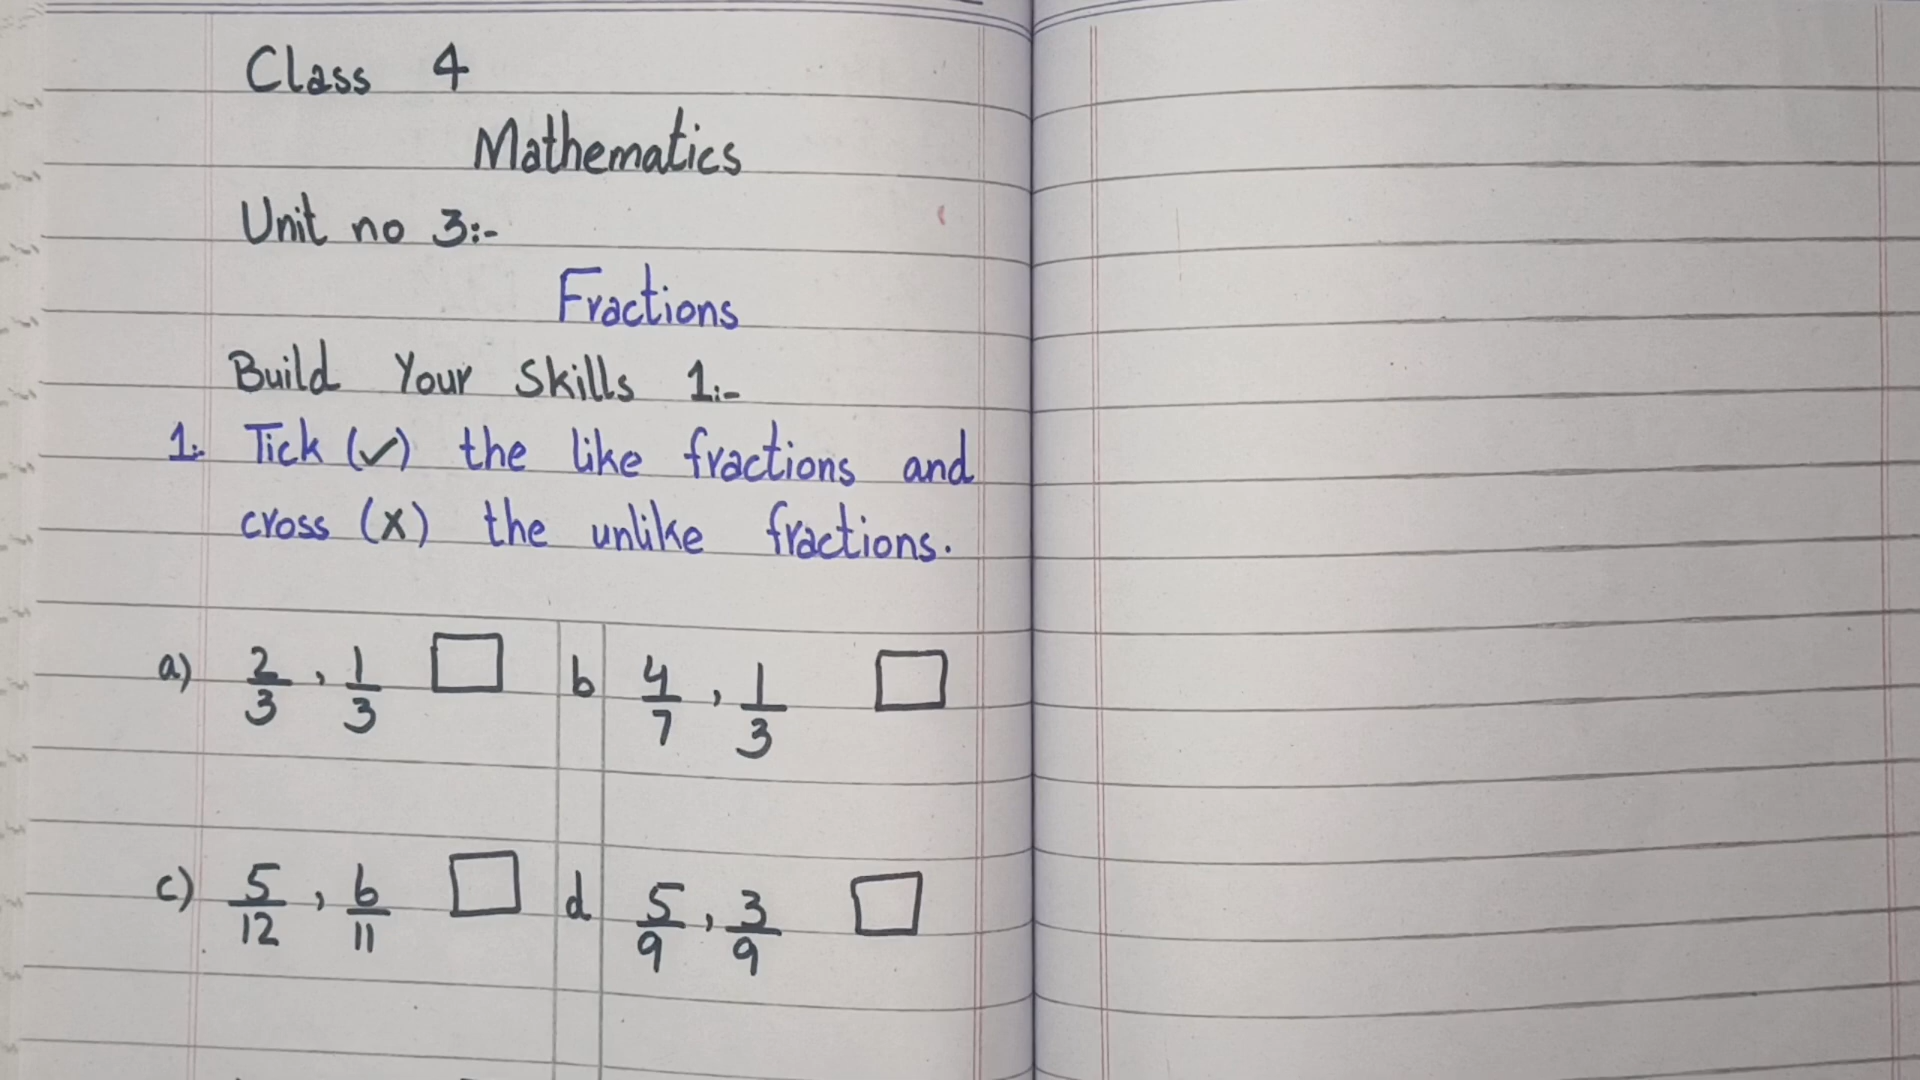 Class 4
Mathematics
Unit no 3:-
Fractions
Build Your Skills 1:-
1: Tick (✓) the like fractions and
cross (x) the unlike fractions.
a) 2/3 , 1/3 □ b 4/7 , 1/3 □
c) 5/12 , 6/11 □ d 5/9 , 3/9 □